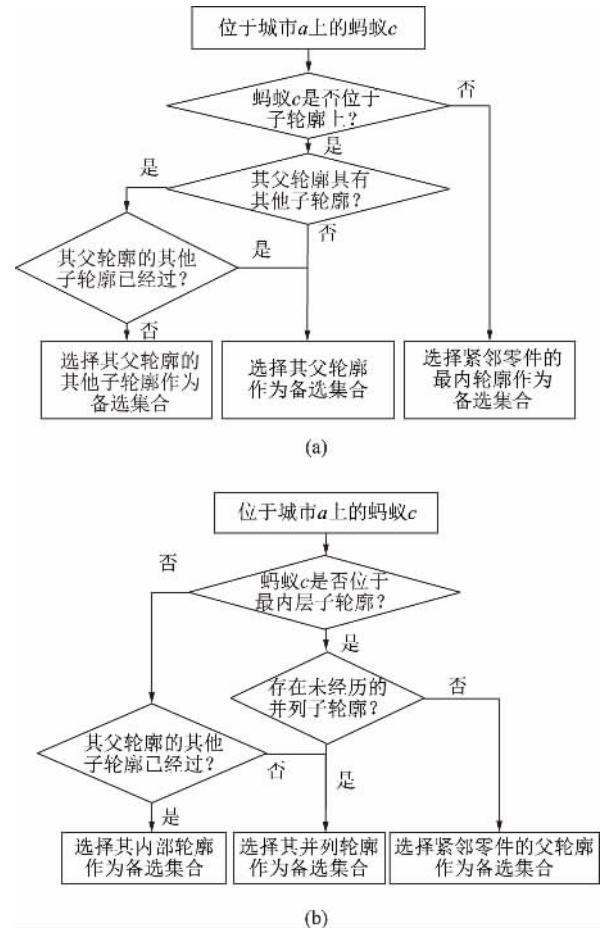 位于城市a上的蚂蚁c
蚂蚁c是否位于
子轮廓上？
否
是
是
其父轮廓具有
其他子轮廓？
否
其父轮廓的其他
子轮廓已经过？
是
否
选择其父轮廓的
其他子轮廓作为
备选集合
选择其父轮廓
作为备选集合
选择紧邻零件的
最内轮廓作为
备选集合
(a)
位于城市a上的蚂蚁c
否
蚂蚁c是否位于
最内层子轮廓？
是
存在未经历的
并列子轮廓？
否
其父轮廓的其他
子轮廓已经过？
否
是
是
选择其内部轮廓
作为备选集合
选择其并列轮廓
作为备选集合
选择紧邻零件的父轮廓
作为备选集合
(b)